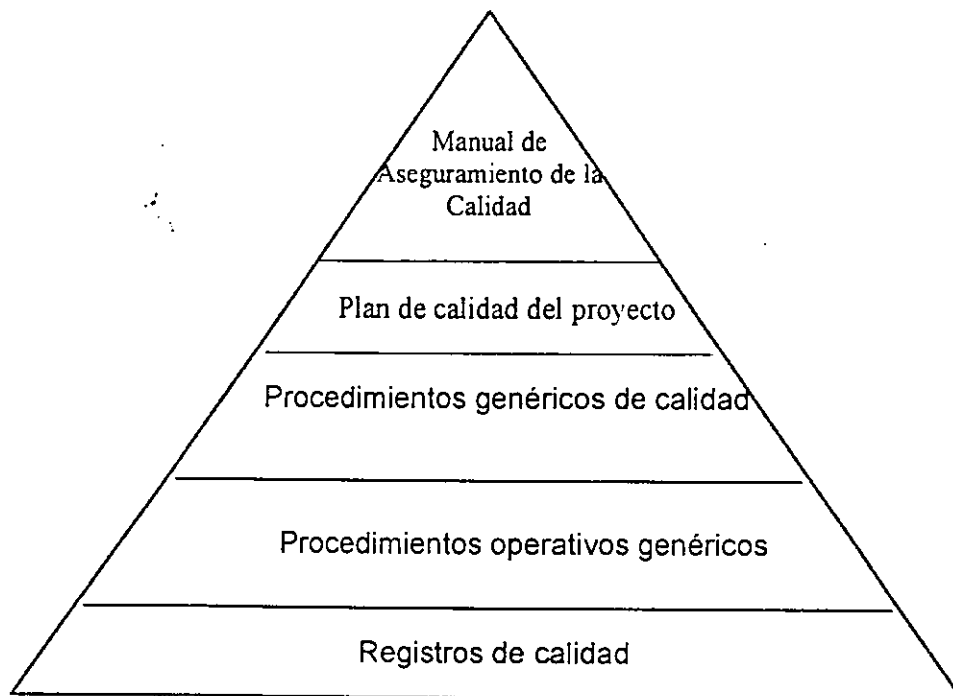 Manual de
Aseguramiento de la
Calidad
Plan de calidad del proyecto
Procedimientos genéricos de calidad
Procedimientos operativos genéricos
Registros de calidad